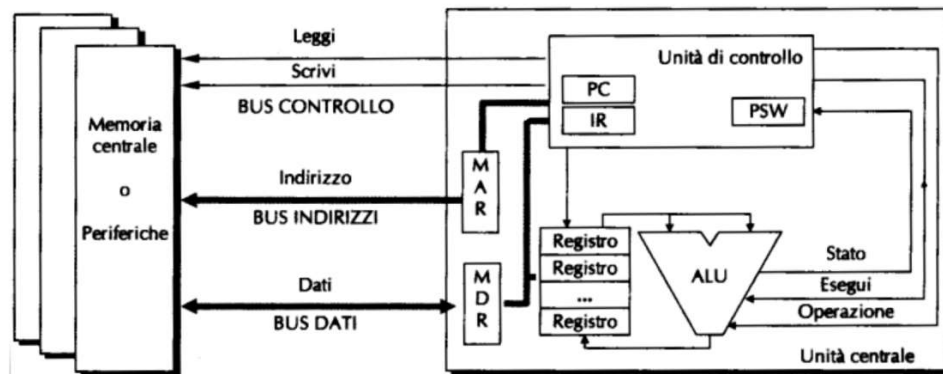 Leggi
Scrivi
BUS CONTROLLO
Memoria
centrale
o
Periferiche
Indirizzo
BUS INDIRIZZI
Dati
BUS DATI
Unità di controllo
PC
IR
PSW
M
A
R
M
D
R
Registro
Registro
...
Registro
ALU
Stato
Esegui
Operazione
Unità centrale